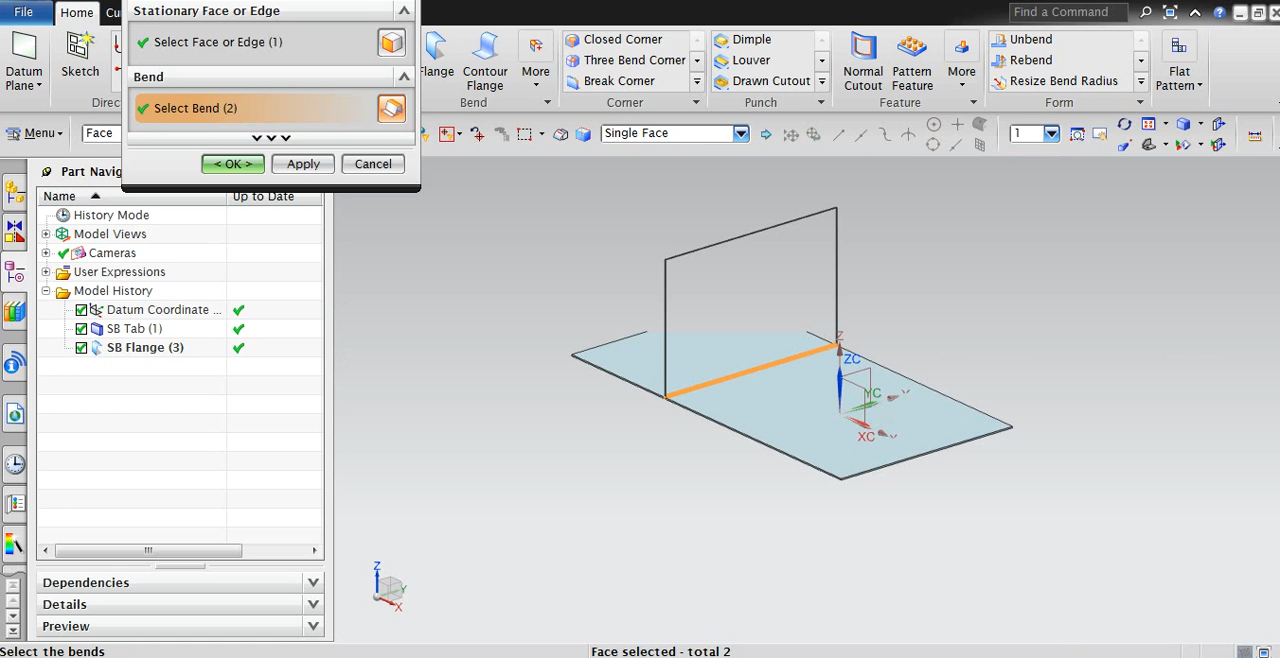 File
Home
Cu
Find a Command
Stationary Face or Edge
Select Face or Edge (1)
Bend
Select Bend (2)
< OK >
Apply
Cancel
Datum
Plane
Sketch
Direc
Flange
Contour
Flange
More
Bend
Closed Corner
Three Bend Corner
Break Corner
Corner
Dimple
Louver
Drawn Cutout
Punch
Normal
Cutout
Pattern
Feature
More
Feature
Unbend
Rebend
Resize Bend Radius
Form
Flat
Pattern
Menu
Face
Single Face
1
Part Navig
Name
Up to Date
History Mode
Model Views
Cameras
User Expressions
Model History
Datum Coordinate ...
SB Tab (1)
SB Flange (3)
Dependencies
Details
Preview
Z
ZC
YC
XC
Z
Y
X
Select the bends
Face selected - total 2